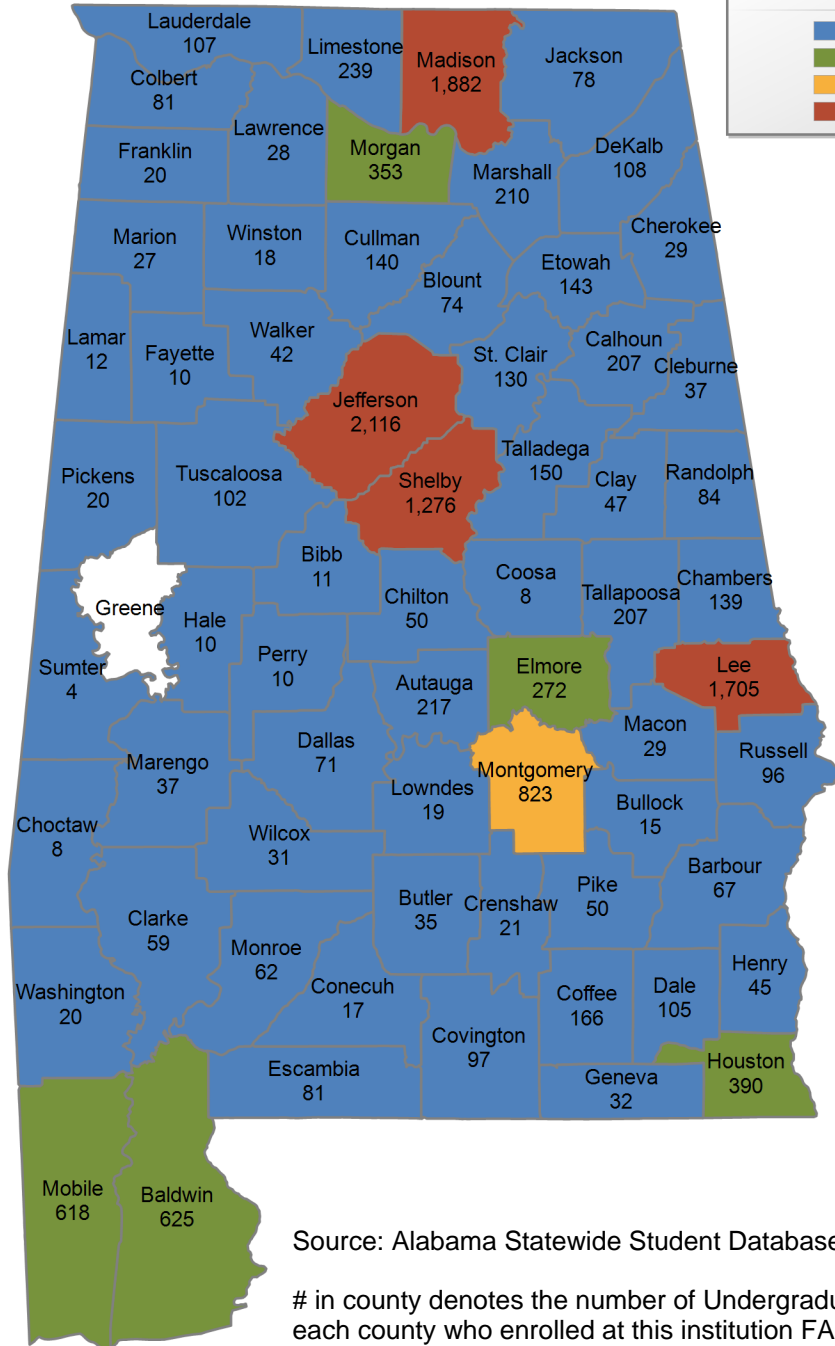 Lauderdale
107
Limestone
239
Madison
1,882
Jackson
78
Colbert
81
Lawrence
28
Franklin
20
Morgan
353
Marshall
210
DeKalb
108
Cherokee
29
Marion
27
Winston
18
Cullman
140
Blount
74
Etowah
143
Lamar
12
Fayette
10
Walker
42
St. Clair
130
Calhoun
207
Cleburne
37
Jefferson
2,116
Shelby
1,276
Talladega
150
Clay
47
Randolph
84
Pickens
20
Tuscaloosa
102
Bibb
11
Chilton
50
Coosa
8
Tallapoosa
207
Chambers
139
Greene
Hale
10
Sumter
4
Perry
10
Autauga
217
Elmore
272
Lee
1,705
Macon
29
Russell
96
Marengo
37
Dallas
71
Lowndes
19
Montgomery
823
Bullock
15
Choctaw
8
Wilcox
31
Barbour
67
Clarke
59
Monroe
62
Butler
35
Crenshaw
21
Pike
50
Henry
45
Washington
20
Conecuh
17
Covington
97
Coffee
166
Dale
105
Houston
390
Escambia
81
Geneva
32
Mobile
618
Baldwin
625
Source: Alabama Statewide Student Database
# in county denotes the number of Undergradu
each county who enrolled at this institution FA